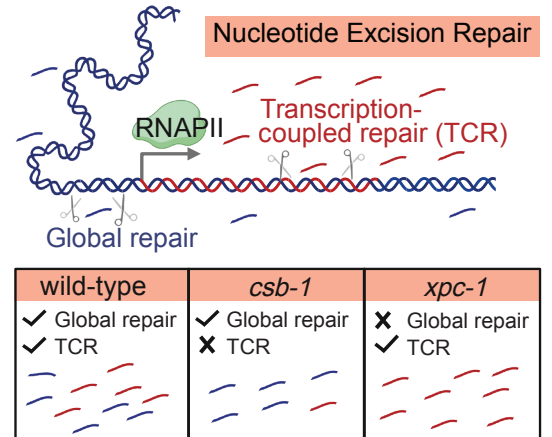 Nucleotide Excision Repair
RNAPII
Transcription-
coupled repair (TCR)
Global repair
wild-type
✓ Global repair
✓ TCR
csb-1
✓ Global repair
✗ TCR
xpc-1
✗ Global repair
✓ TCR